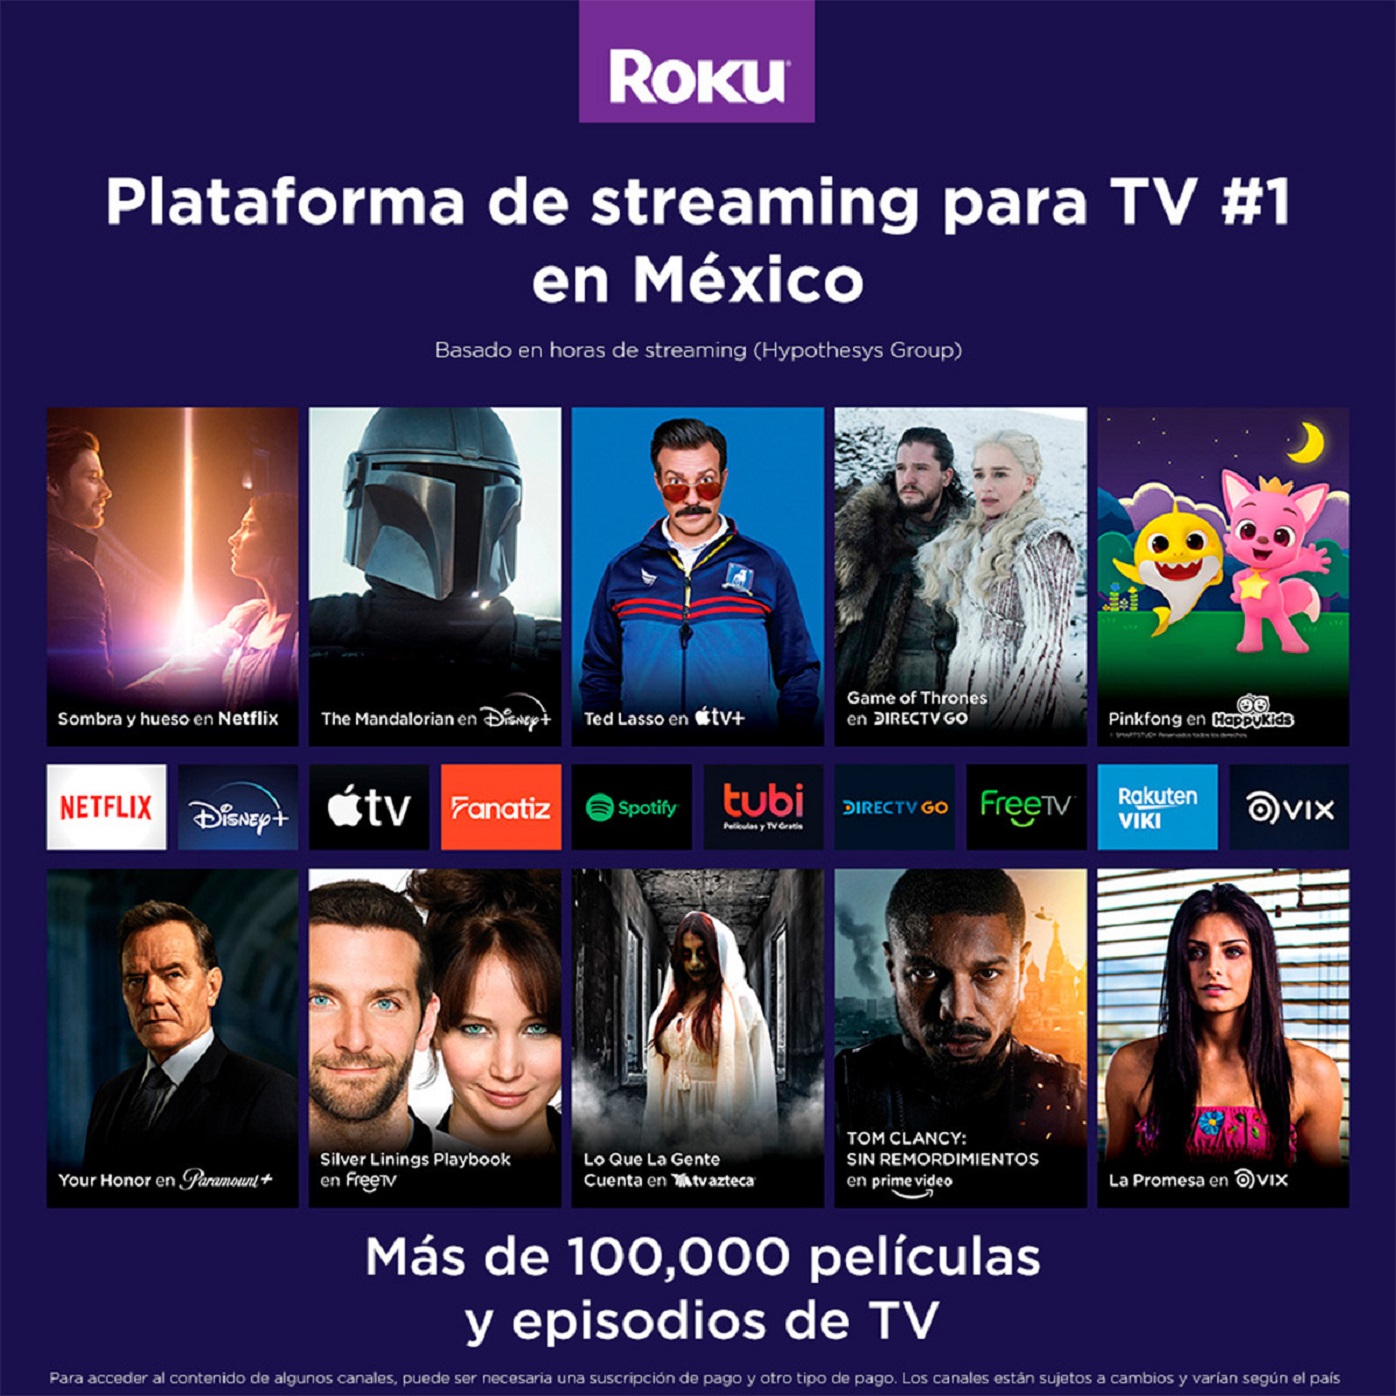 ROKU
Plataforma de streaming para TV #1
en México
Basado en horas de streaming (Hypothesys Group)
Sombra y hueso en Netflix
The Mandalorian en Disney+
Ted Lasso en tv+
Game of Thrones
en DIRECTV GO
Pinkfong en HappyKids
NETFLIX
Disney+
tv
Fanatiz
Spotify
tubi
Películas y TV Gratis
DIRECTV GO
FreeTV
Rakuten
VIKI
VIX
Your Honor en Paramount+
Silver Linings Playbook
en FreeTV
Lo Que La Gente
Cuenta en tvazteca
TOM CLANCY:
SIN REMORDIMIENTOS
en prime video
La Promesa en VIX
Más de 100,000 películas
y episodios de TV
Para acceder al contenido de algunos canales, puede ser necesaria una suscripción de pago y otro tipo de pago. Los canales están sujetos a cambios y varían según el país